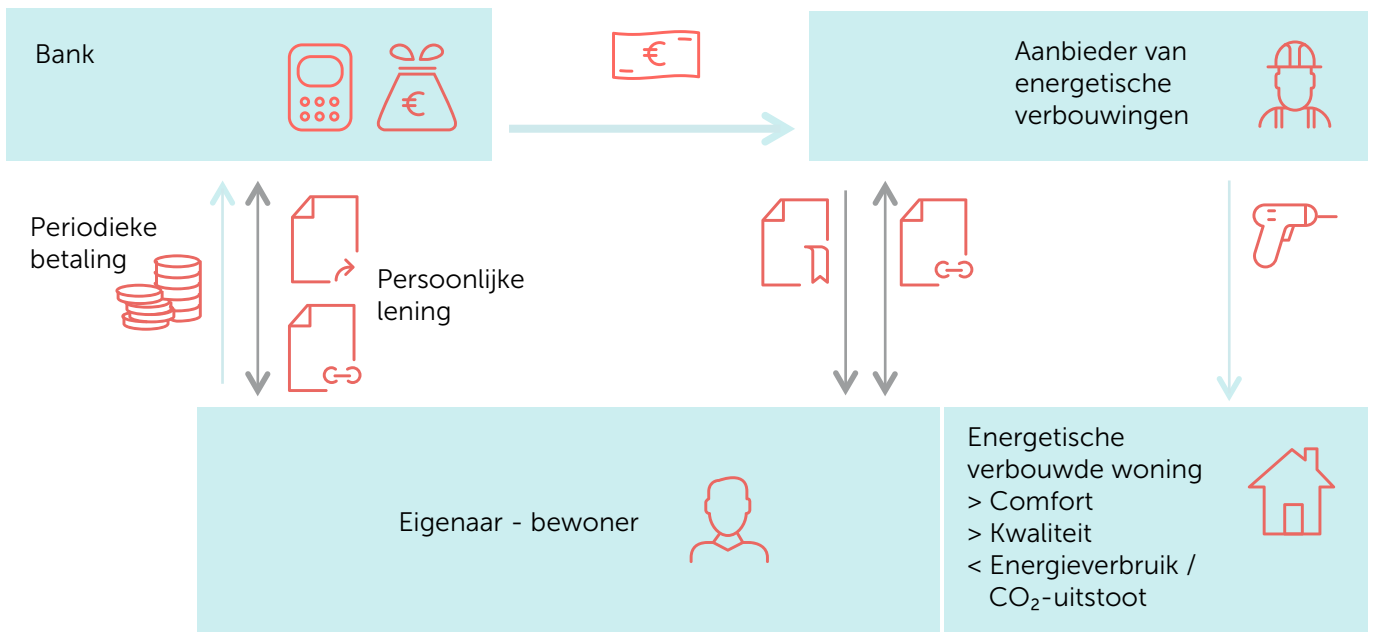 Bank
€
€
Aanbieder van
energetische
verbouwingen
Periodieke
betaling
Persoonlijke
lening
Eigenaar - bewoner
Energetische
verbouwde woning
> Comfort
> Kwaliteit
< Energieverbruik /
CO₂-uitstoot